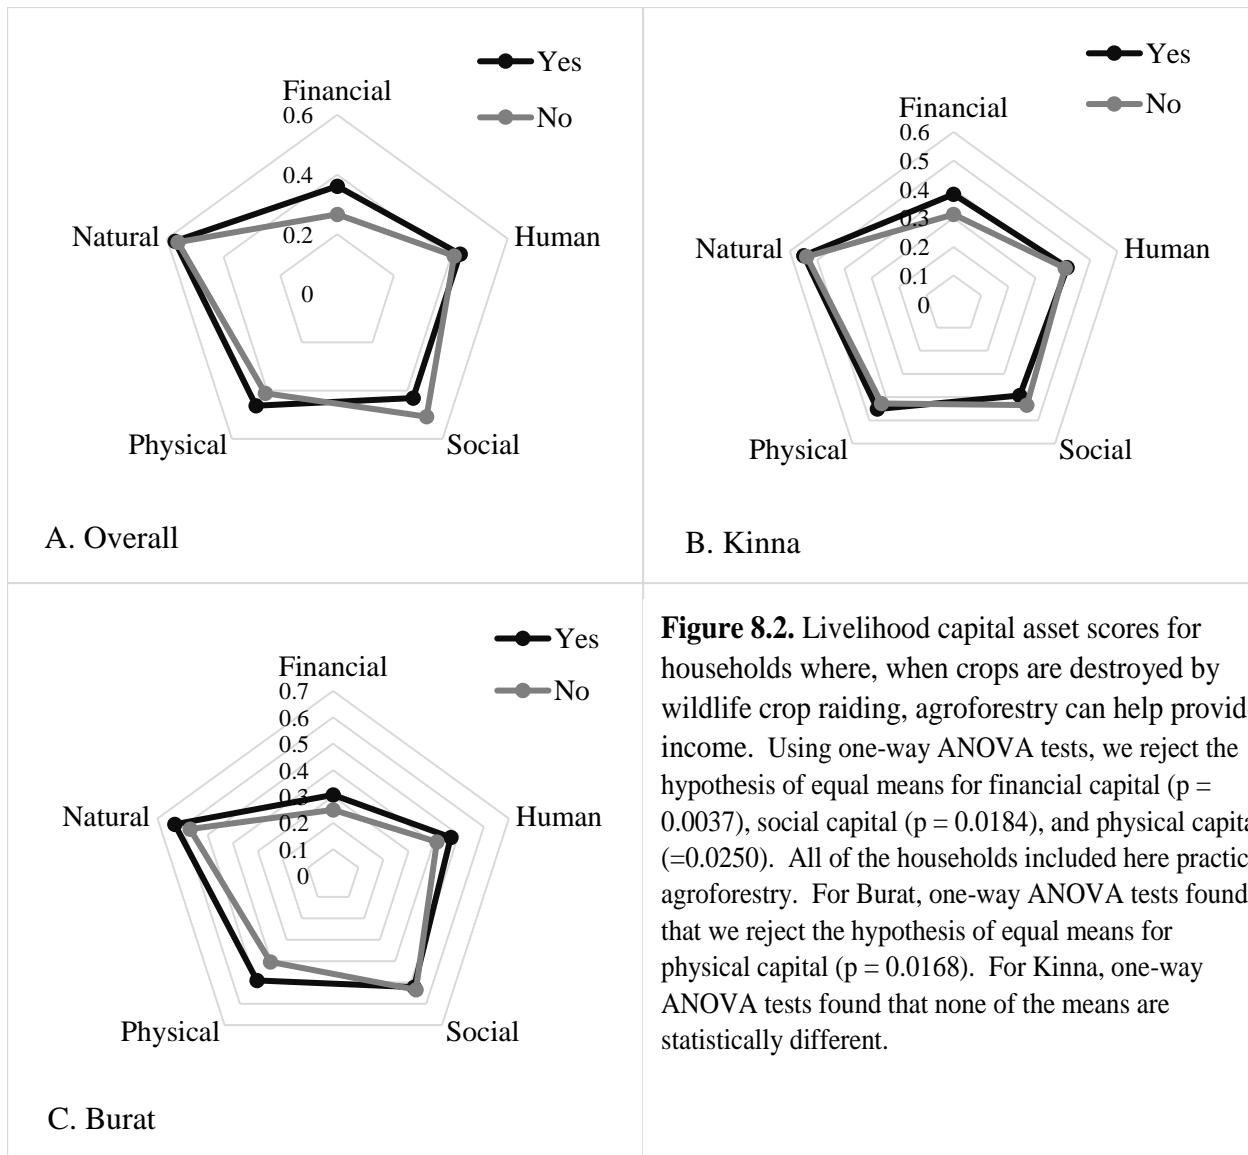 Yes
No
Financial
0.6
0.4
0.2
0
Natural
Human
Physical
Social
A. Overall
Yes
No
Financial
0.6
0.5
0.4
0.3
0.2
0.1
0
Natural
Human
Physical
Social
B. Kinna
Yes
No
Financial
0.7
0.6
0.5
0.4
0.3
0.2
0.1
0
Natural
Human
Physical
Social
C. Burat
Figure 8.2. Livelihood capital asset scores for
households where, when crops are destroyed by
wildlife crop raiding, agroforestry can help provid
income. Using one-way ANOVA tests, we reject the
hypothesis of equal means for financial capital (p =
0.0037), social capital (p = 0.0184), and physical capita
(=0.0250). All of the households included here practic
agroforestry. For Burat, one-way ANOVA tests found
that we reject the hypothesis of equal means for
physical capital (p = 0.0168). For Kinna, one-way
ANOVA tests found that none of the means are
statistically different.